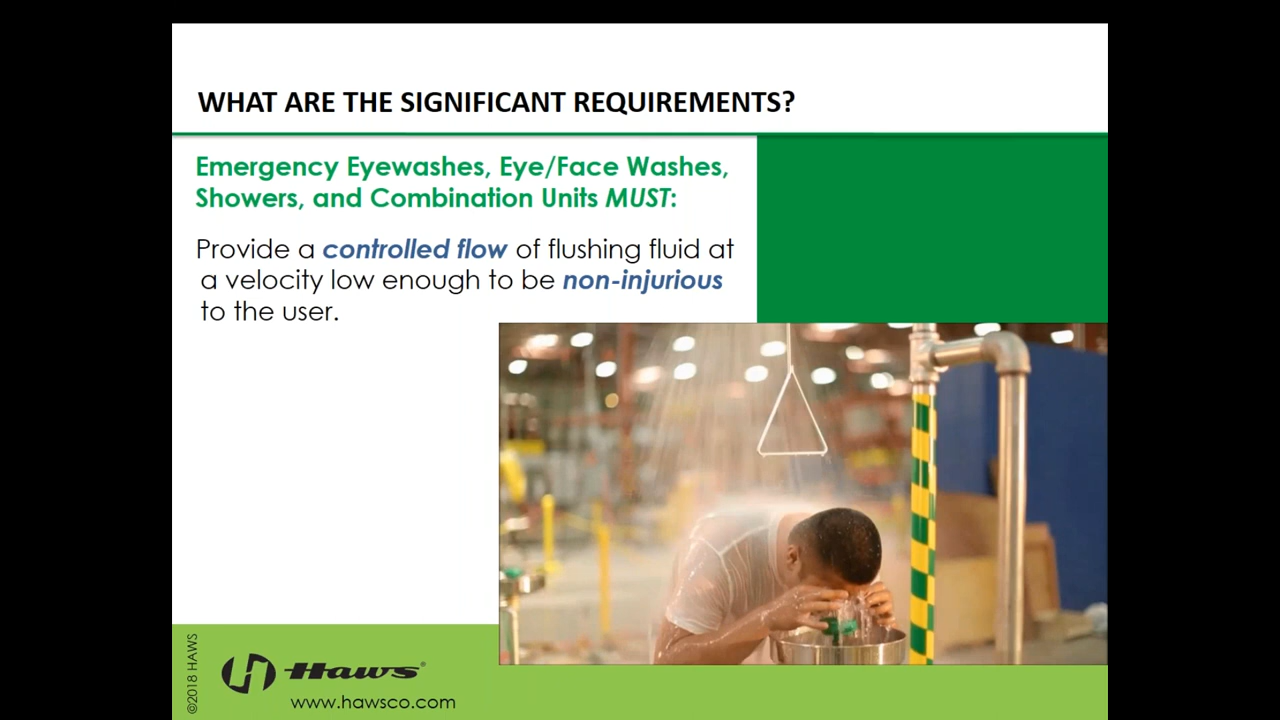 WHAT ARE THE SIGNIFICANT REQUIREMENTS?
Emergency Eyewashes, Eye/Face Washes,
Showers, and Combination Units MUST:
Provide a controlled flow of flushing fluid at
a velocity low enough to be non-injurious
to the user.
©2018 HAWS
Haws®
www.hawsco.com